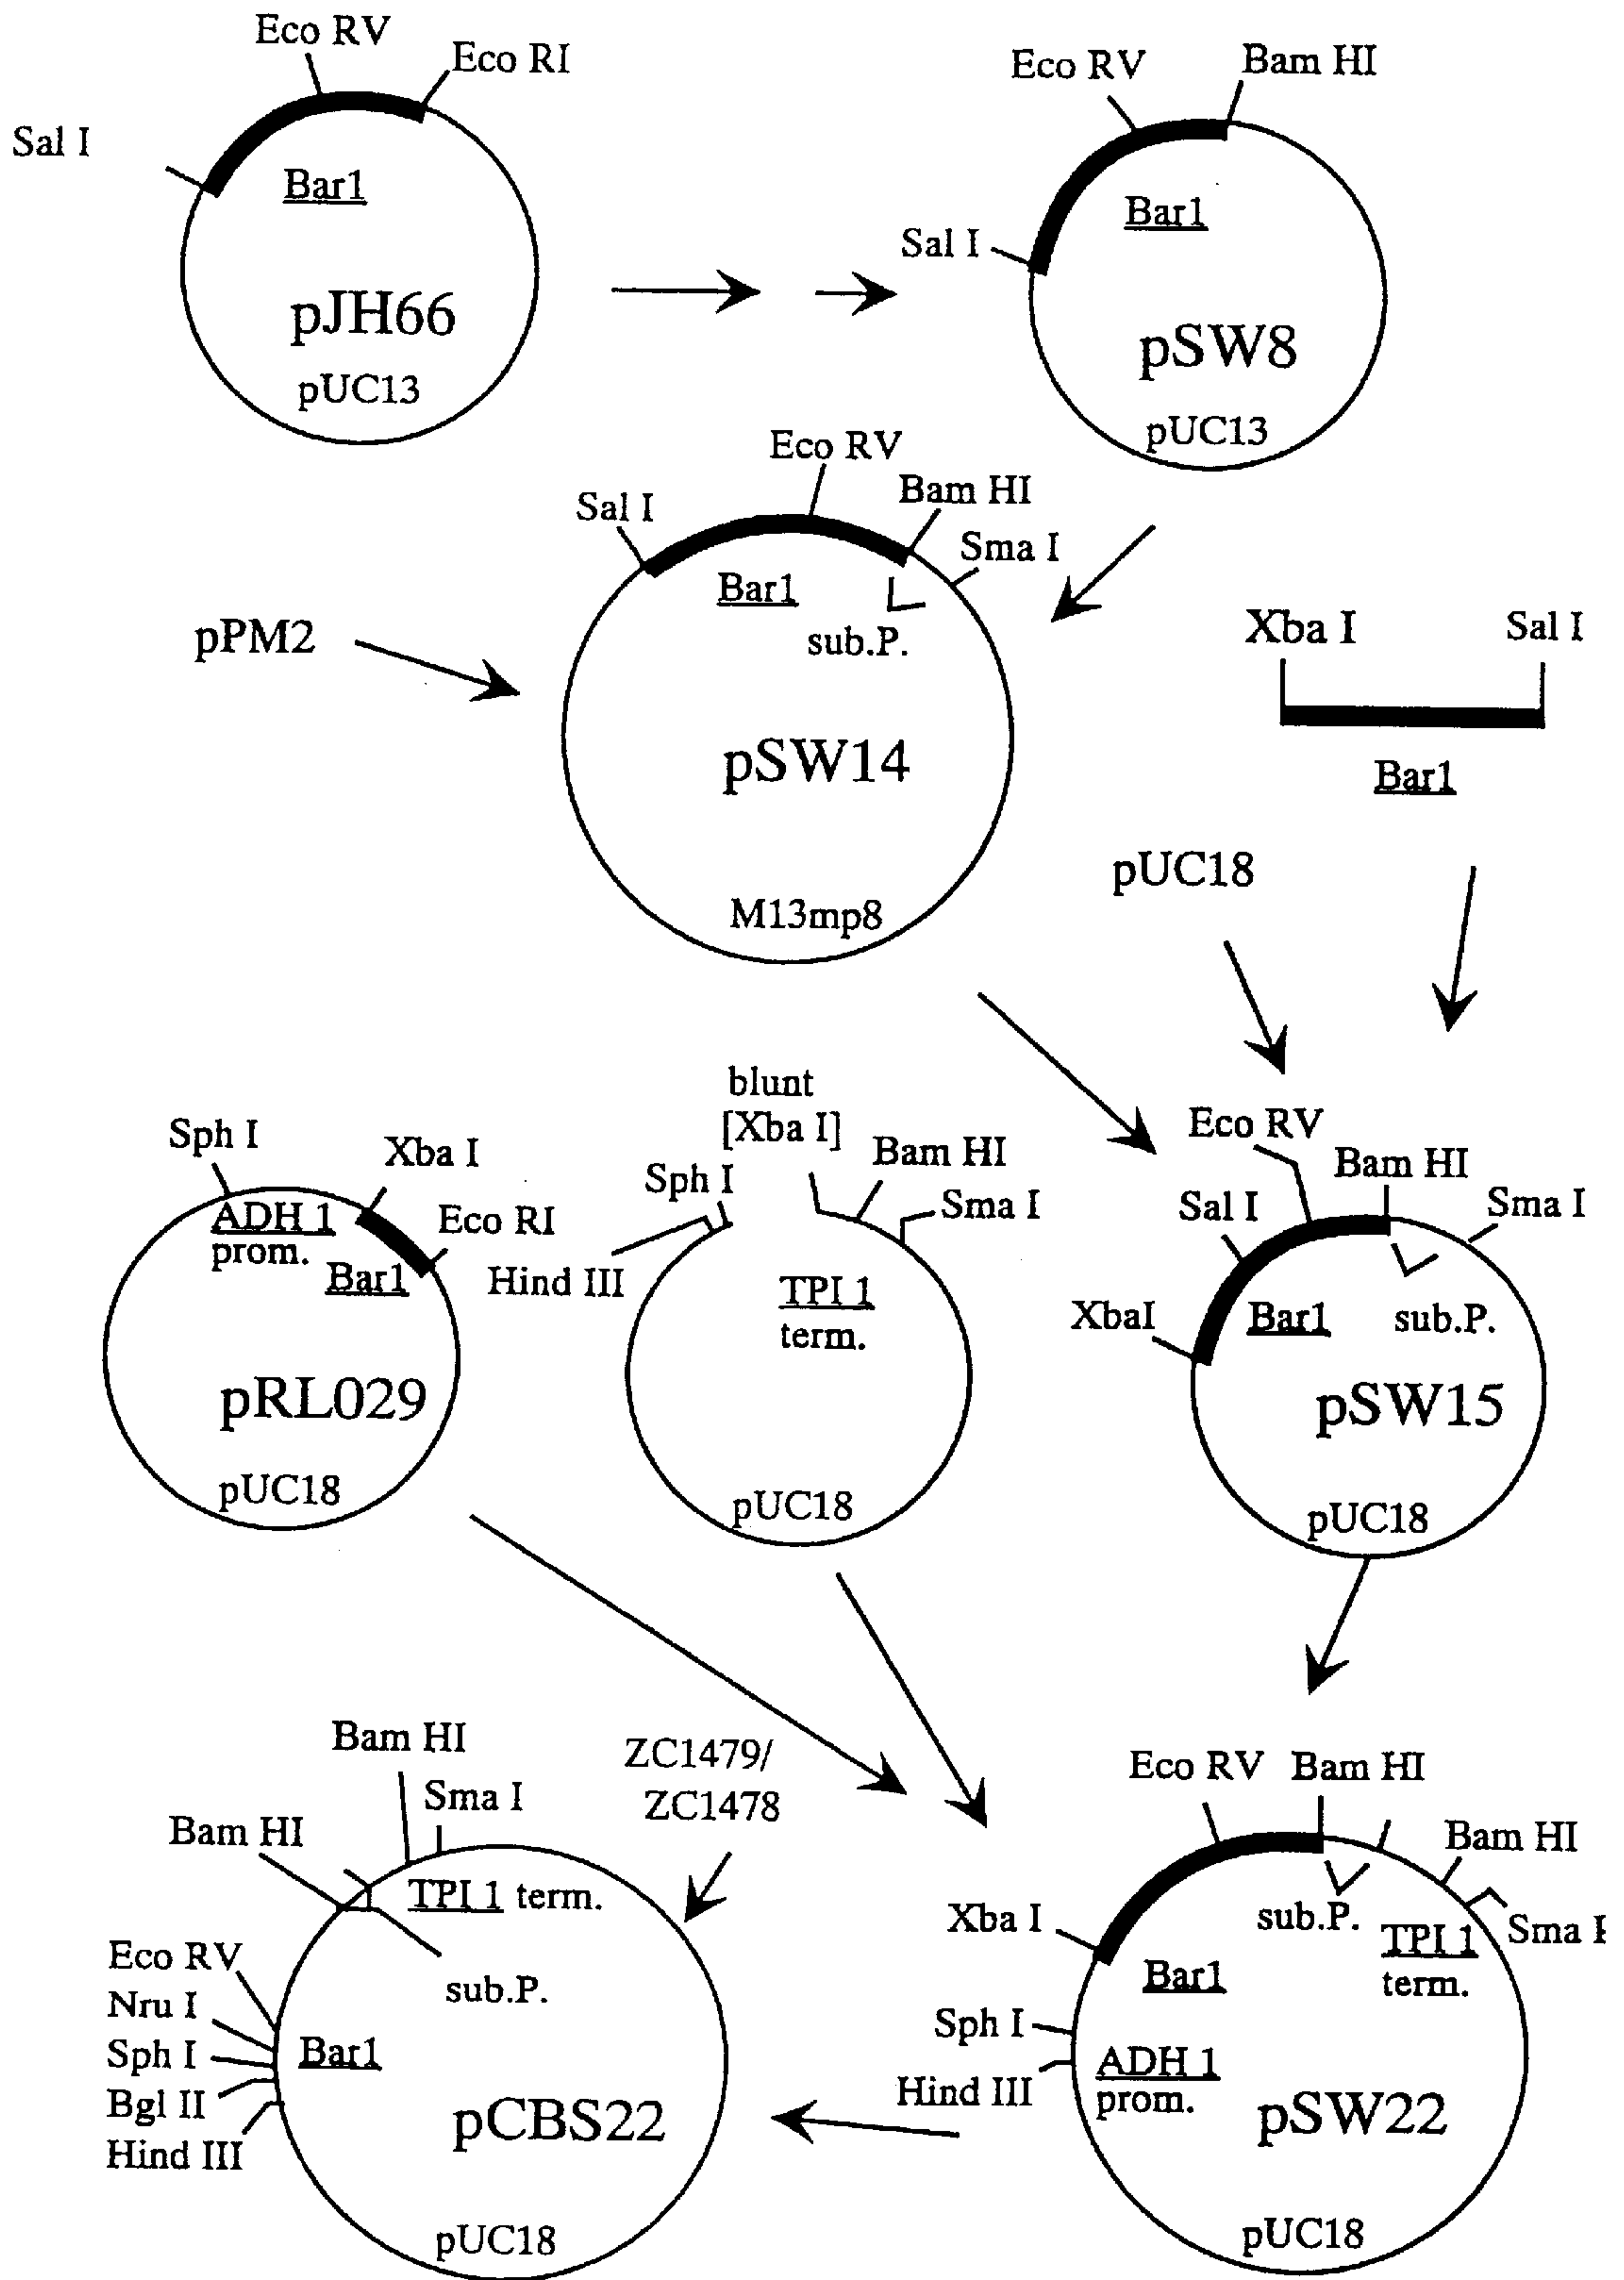 Eco RV
Eco RI
Sal I
Bar1
pJH66
pUC13
Eco RV
Bam HI
Sal I
Bar1
pSW8
pUC13
Eco RV
Sal I
Bam HI
Sma I
Bar1
sub.P.
pPM2
pSW14
M13mp8
Xba I
Sal I
Bar1
pUC18
Sph I
Xba I
ADH 1
prom.
Eco RI
Bar1
pRL029
pUC18
blunt
[Xba I]
Sph I
Bam HI
Sma I
Hind III
TPI 1
term.
pUC18
Eco RV
Bam HI
Sal I
Sma I
XbaI
Bar1
sub.P.
pSW15
pUC18
Bam HI
Sma I
Bam HI
ZC1479/
ZC1478
TPI 1 term.
Eco RV
Nru I
Sph I
Bgl II
Hind III
sub.P.
Bar1
pCBS22
pUC18
Eco RV
Bam HI
Bam HI
Xba I
sub.P.
Sma I
TPI 1
term.
Bar1
Sph I
Hind III
ADH 1
prom.
pSW22
pUC18